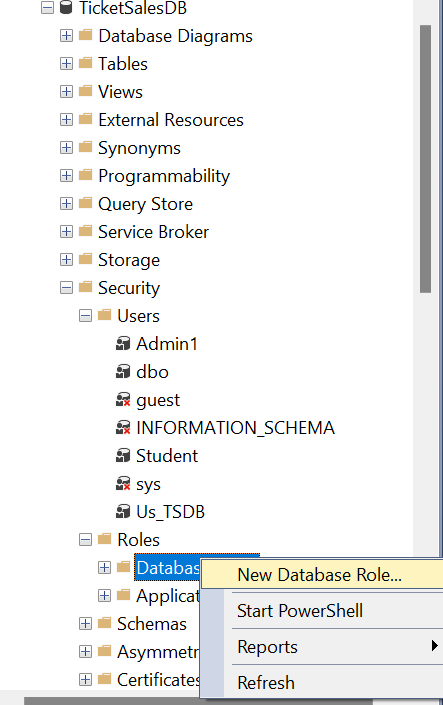 TicketSalesDB
Database Diagrams
Tables
Views
External Resources
Synonyms
Programmability
Query Store
Service Broker
Storage
Security
Users
Admin1
dbo
guest
INFORMATION_SCHEMA
Student
sys
Us_TSDB
Roles
Databas
New Database Role...
Applicat
Start PowerShell
Schemas
Reports
Asymmetr
Certificates
Refresh